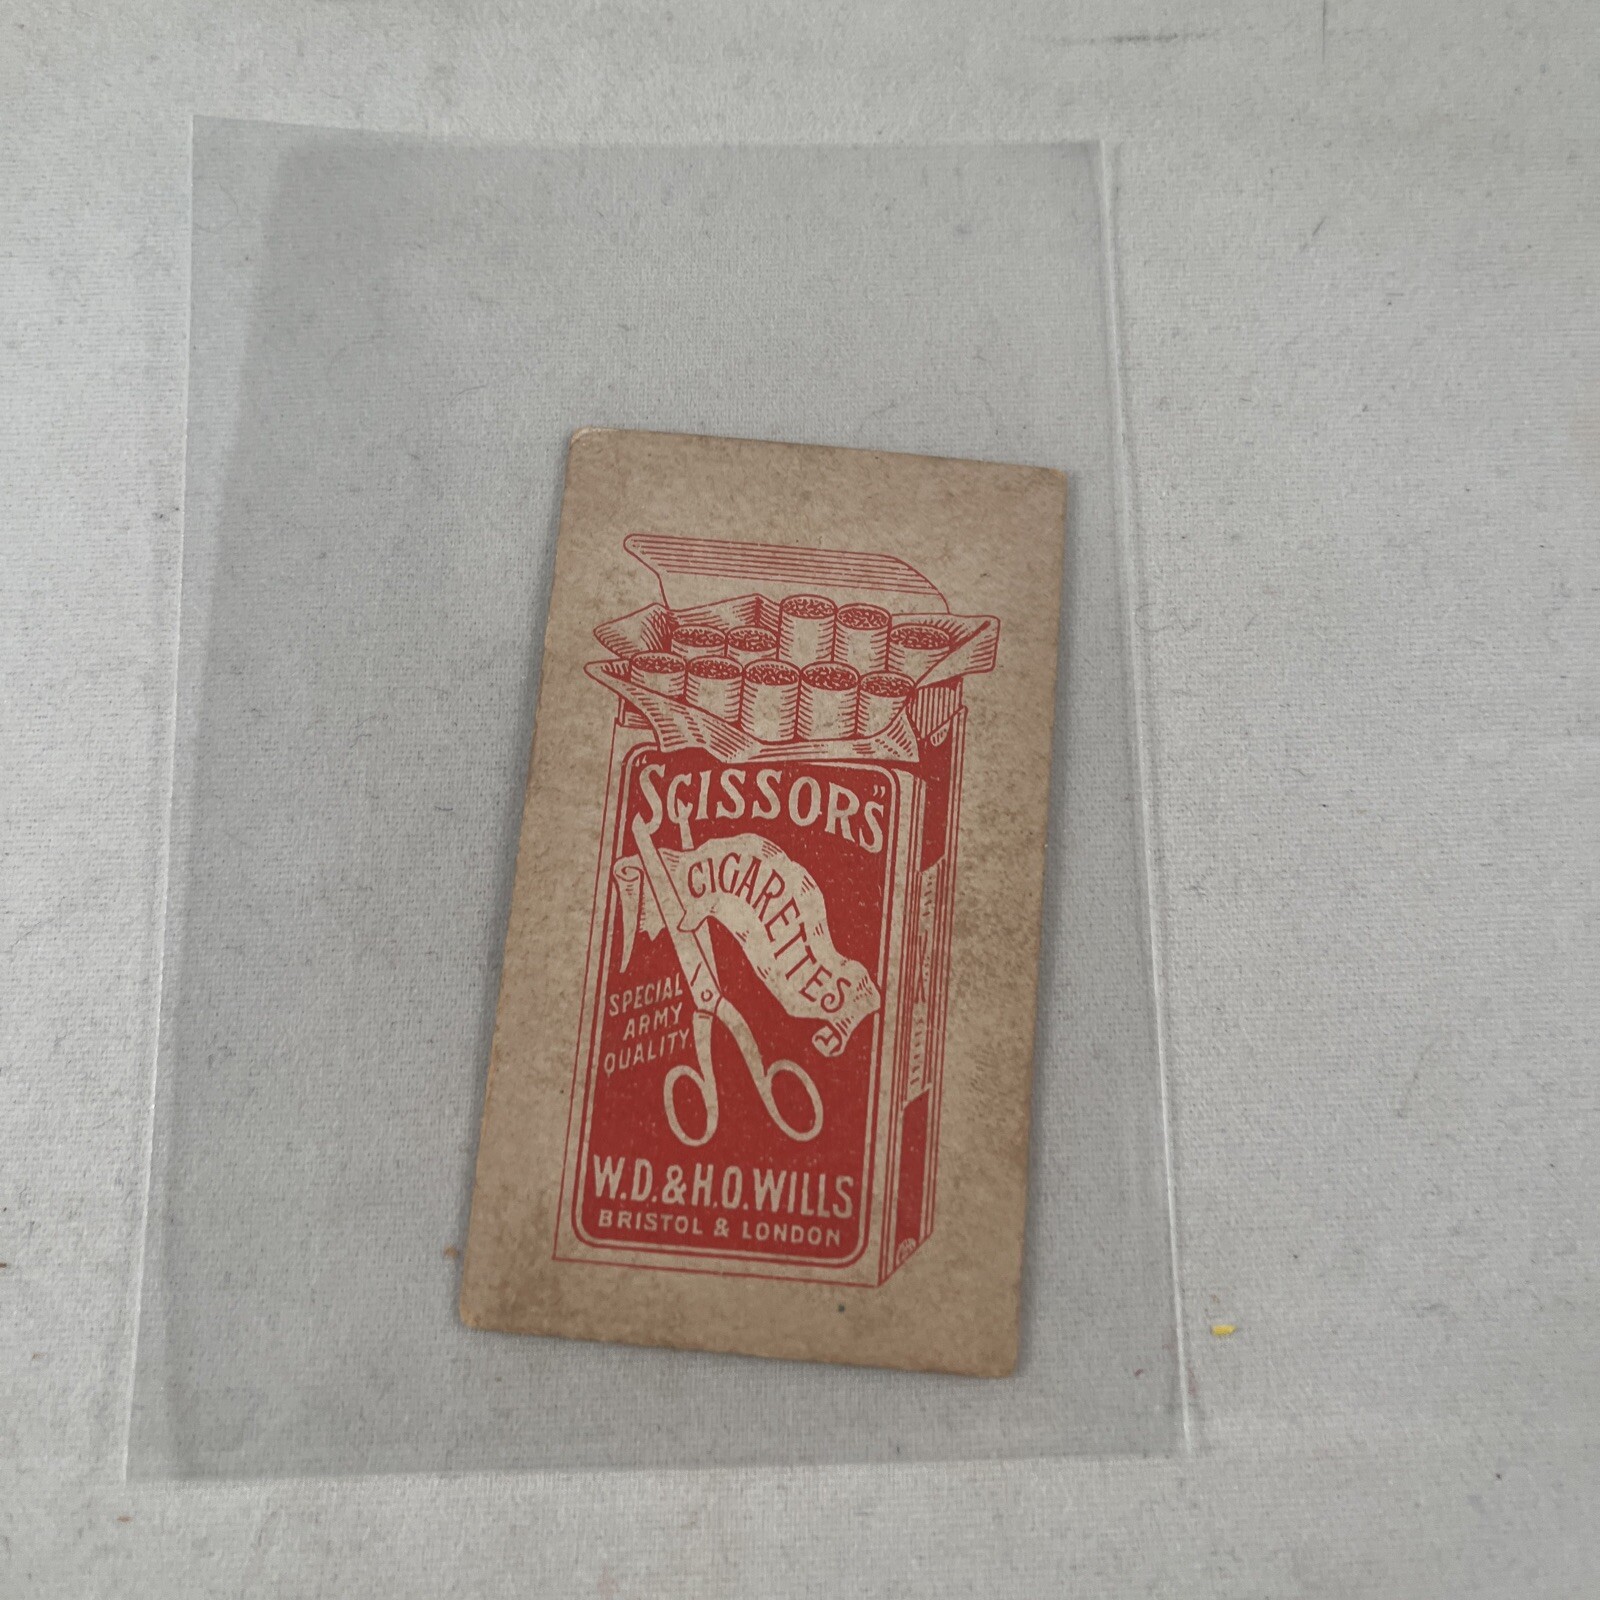 "SCISSORS"
CIGARETTES
SPECIAL
ARMY
QUALITY.
W.D.&H.O.WILLS
BRISTOL & LONDON